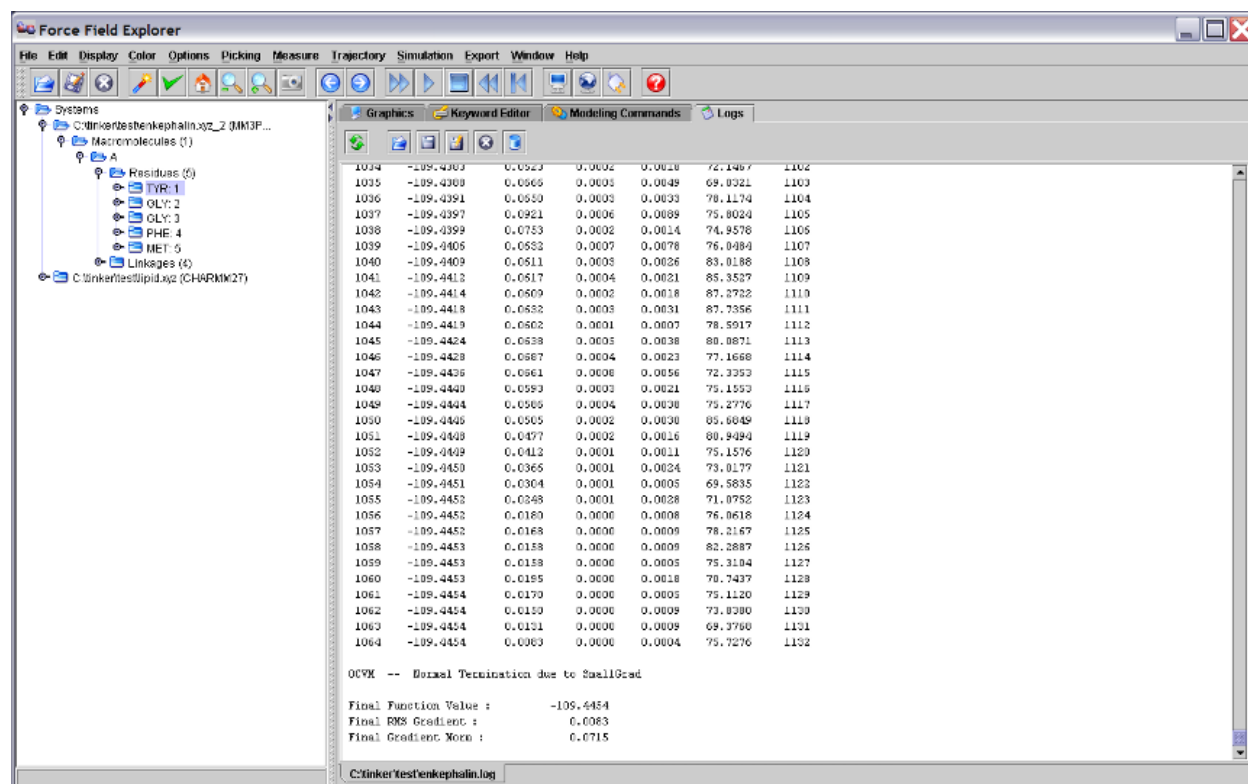 Force Field Explorer
File Edit Display Color Options Picking Measure Trajectory Simulation Export Window Help
Systems
C:\tinker\test\enkephalin.xyz_2 (MM3P...
Macromolecules (1)
A
Residues (5)
TYR: 1
GLY: 2
GLY: 3
PHE: 4
MET: 5
Linkages (4)
C:\tinker\test\lipid.xyz (CHARMM27)
Graphics Keyword Editor Modeling Commands Logs
1034 -109.4383 0.0523 0.0002 0.0018 72.1467 1102
1035 -109.4388 0.0666 0.0005 0.0049 69.8321 1103
1036 -109.4391 0.0650 0.0003 0.0033 78.1174 1104
1037 -109.4397 0.0921 0.0006 0.0089 75.8024 1105
1038 -109.4399 0.0753 0.0002 0.0014 74.9578 1106
1039 -109.4406 0.0632 0.0007 0.0078 76.0484 1107
1040 -109.4409 0.0611 0.0003 0.0026 83.0188 1108
1041 -109.4412 0.0617 0.0004 0.0021 85.3527 1109
1042 -109.4414 0.0609 0.0002 0.0018 87.2722 1110
1043 -109.4418 0.0632 0.0003 0.0031 87.7356 1111
1044 -109.4419 0.0602 0.0001 0.0007 78.5917 1112
1045 -109.4424 0.0638 0.0005 0.0038 80.0871 1113
1046 -109.4428 0.0687 0.0004 0.0023 77.1668 1114
1047 -109.4436 0.0661 0.0008 0.0056 72.3353 1115
1048 -109.4440 0.0593 0.0003 0.0021 75.1553 1116
1049 -109.4444 0.0586 0.0004 0.0038 75.2776 1117
1050 -109.4446 0.0505 0.0002 0.0030 85.6849 1118
1051 -109.4448 0.0477 0.0002 0.0016 80.9494 1119
1052 -109.4449 0.0412 0.0001 0.0011 75.1576 1120
1053 -109.4450 0.0366 0.0001 0.0024 73.0177 1121
1054 -109.4451 0.0304 0.0001 0.0005 69.5835 1122
1055 -109.4452 0.0248 0.0001 0.0028 71.0752 1123
1056 -109.4452 0.0180 0.0000 0.0008 76.0618 1124
1057 -109.4452 0.0168 0.0000 0.0009 78.2167 1125
1058 -109.4453 0.0158 0.0000 0.0009 82.2887 1126
1059 -109.4453 0.0158 0.0000 0.0005 75.3104 1127
1060 -109.4453 0.0195 0.0000 0.0018 70.7437 1128
1061 -109.4454 0.0170 0.0000 0.0005 75.1120 1129
1062 -109.4454 0.0150 0.0000 0.0009 73.8380 1130
1063 -109.4454 0.0131 0.0000 0.0009 69.3768 1131
1064 -109.4454 0.0083 0.0000 0.0004 75.7276 1132
OCVM -- Normal Termination due to SmallGrad
Final Function Value : -109.4454
Final RMS Gradient : 0.0083
Final Gradient Norm : 0.0715
C:\tinker\test\enkephalin.log